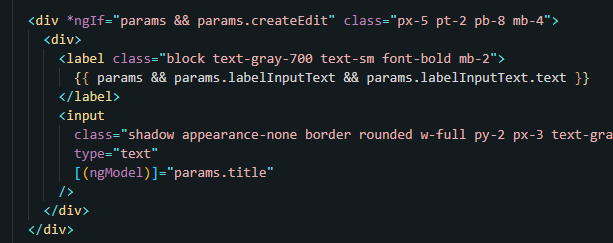 <div *ngIf="params && params.createEdit" class="px-5 pt-2 pb-8 mb-4">
<div>
<label class="block text-gray-700 text-sm font-bold mb-2">
{{ params && params.labelInputText && params.labelInputText.text }}
</label>
<input
class="shadow appearance-none border rounded w-full py-2 px-3 text-gra
type="text"
[(ngModel)]="params.title"
/>
</div>
</div>